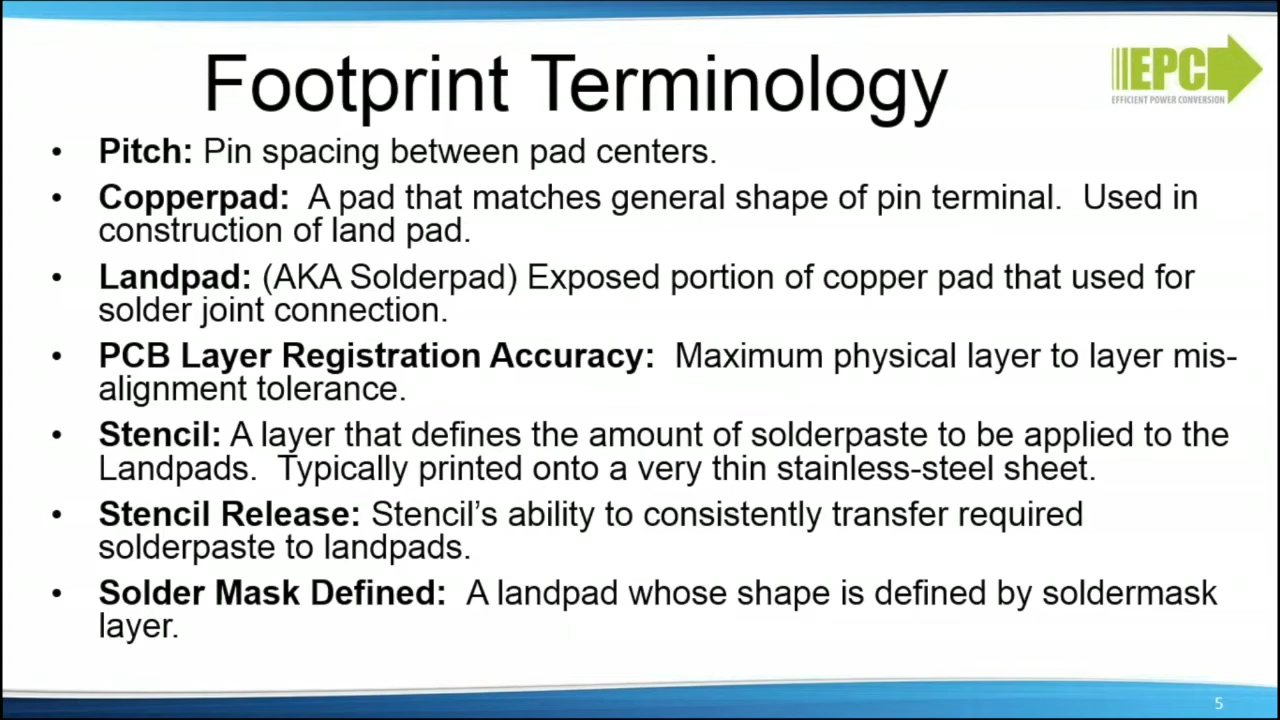 Footprint Terminology
EPC
EFFICIENT POWER CONVERSION
• Pitch: Pin spacing between pad centers.
• Copperpad: A pad that matches general shape of pin terminal. Used in
construction of land pad.
• Landpad: (AKA Solderpad) Exposed portion of copper pad that used for
solder joint connection.
• PCB Layer Registration Accuracy: Maximum physical layer to layer mis-
alignment tolerance.
• Stencil: A layer that defines the amount of solderpaste to be applied to the
Landpads. Typically printed onto a very thin stainless-steel sheet.
• Stencil Release: Stencil’s ability to consistently transfer required
solderpaste to landpads.
• Solder Mask Defined: A landpad whose shape is defined by soldermask
layer.
5